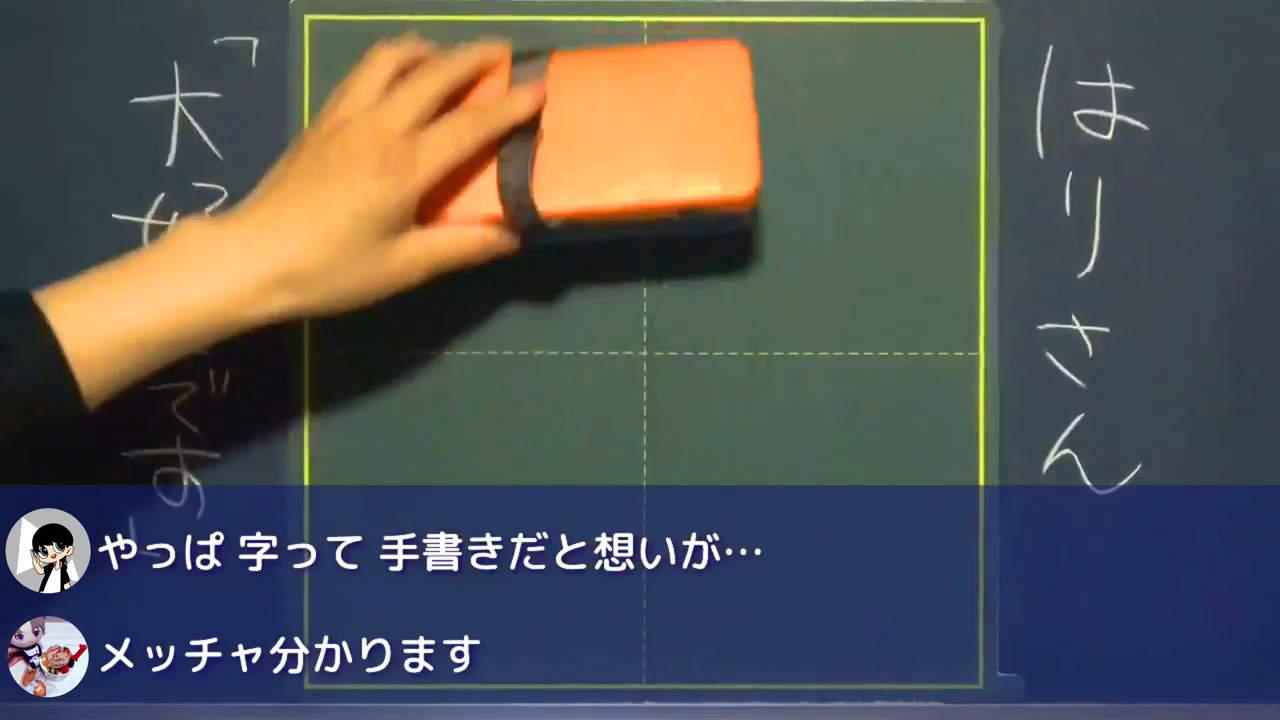 はりさん
「大
です」
やっぱ 字って 手書きだと想いが…
メッチャ分かります